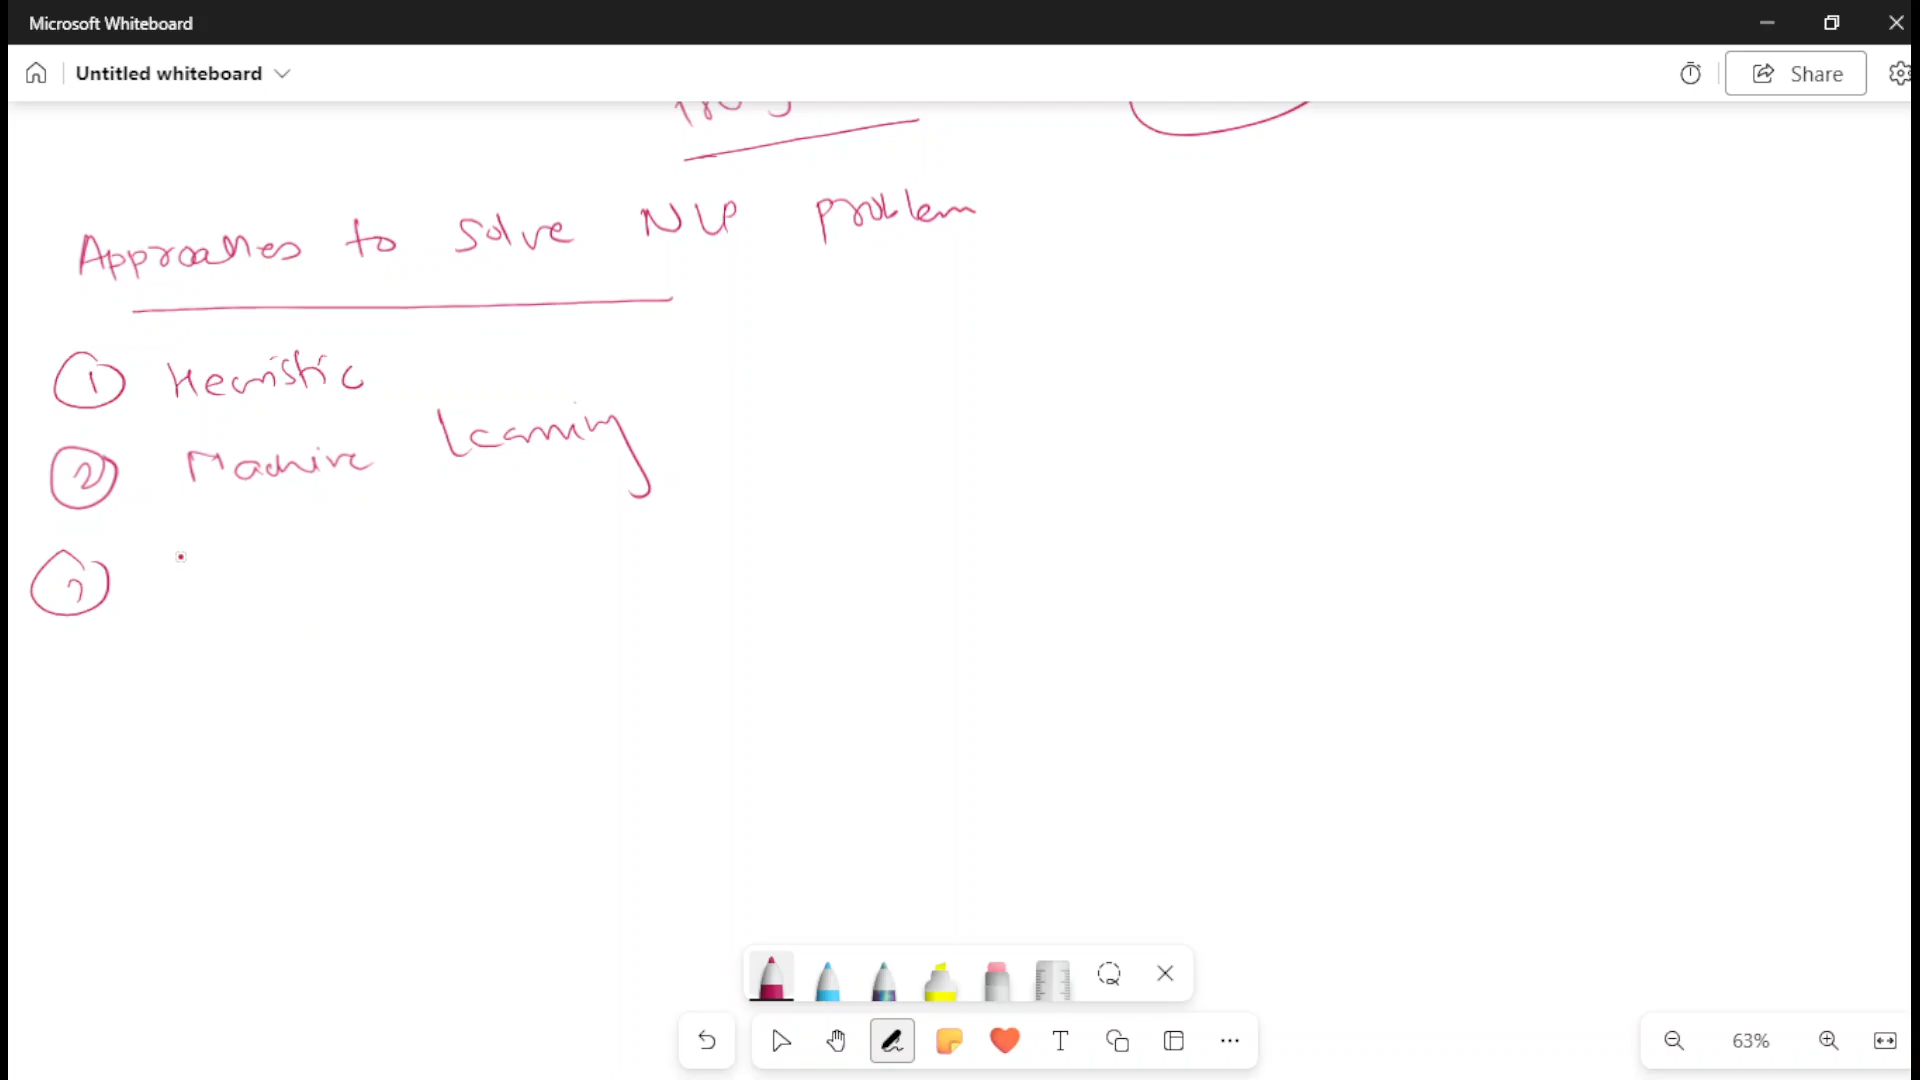 Microsoft Whiteboard
Untitled whiteboard
Share
Approaches to solve NLP problem
① Heuristic
② Machine Learning
63%